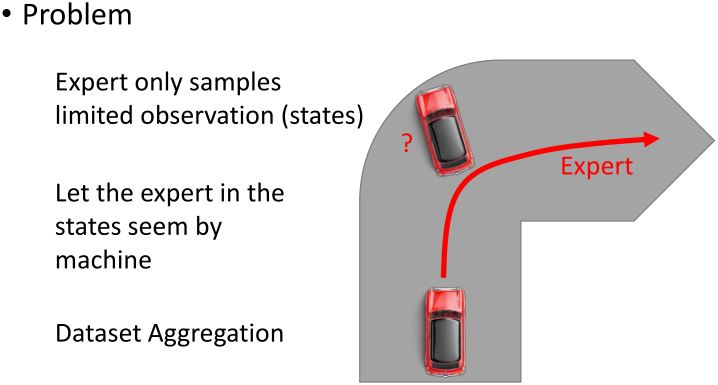 • Problem
Expert only samples
limited observation (states)
?
Expert
Let the expert in the
states seem by
machine
Dataset Aggregation